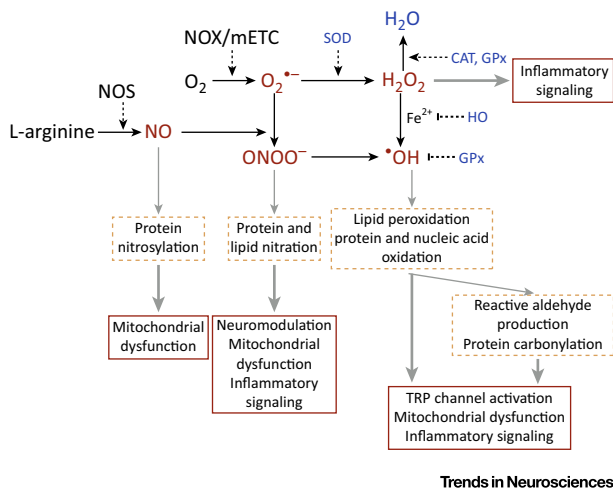 H₂O
NOX/mETC
SOD
CAT, GPx
O₂
O₂•−
H₂O₂
Inflammatory
signaling
NOS
Fe²⁺
HO
L-arginine
NO
ONOO−
•OH
GPx
Protein
nitrosylation
Protein and
lipid nitration
Lipid peroxidation
protein and nucleic acid
oxidation
Reactive aldehyde
production
Protein carbonylation
Mitochondrial
dysfunction
Neuromodulation
Mitochondrial
dysfunction
Inflammatory
signaling
TRP channel activation
Mitochondrial dysfunction
Inflammatory signaling
Trends in Neurosciences